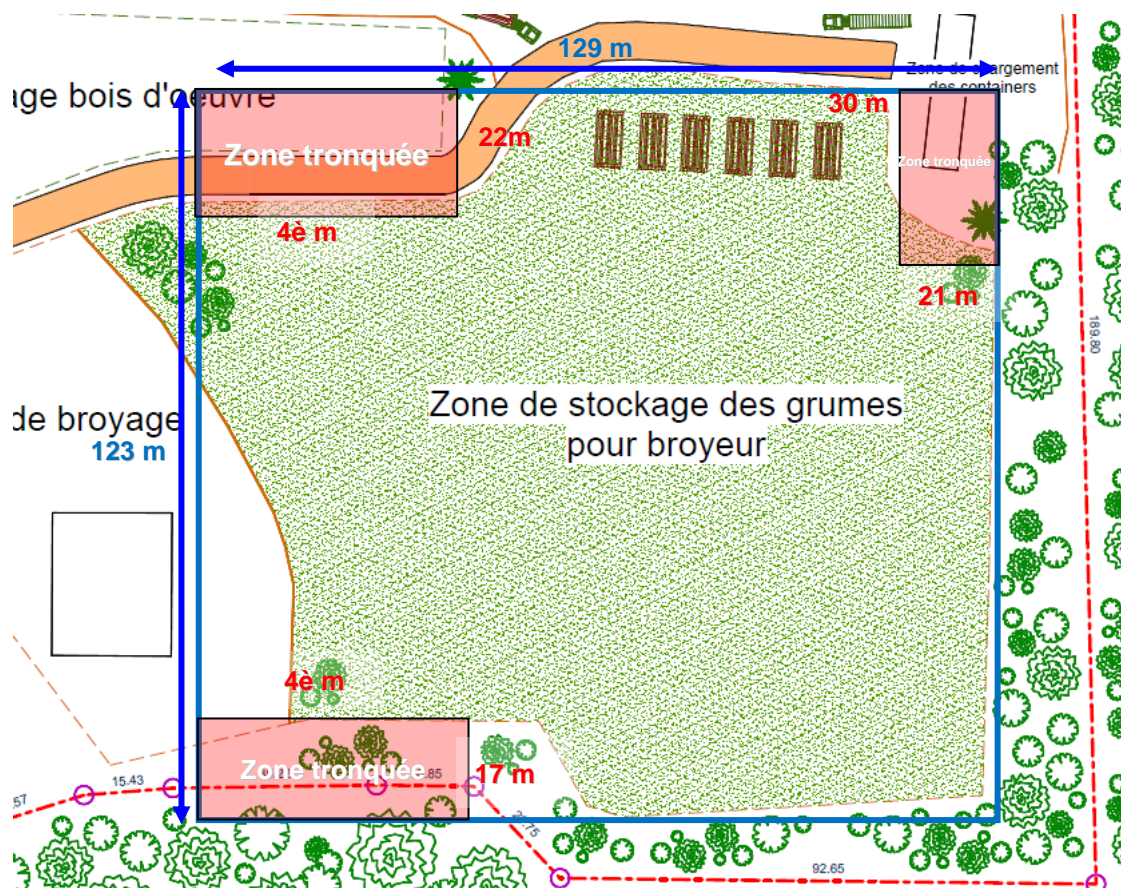 129 m
Zone de chargement
des containers
age bois d'oeuvre
30 m
22m
Zone tronquée
Zone tronquée
4è m
21 m
189.80
Zone de stockage des grumes
pour broyeur
de broyage
123 m
4è m
Zone tronquée
.85
17 m
15.43
.57
.75
92.65